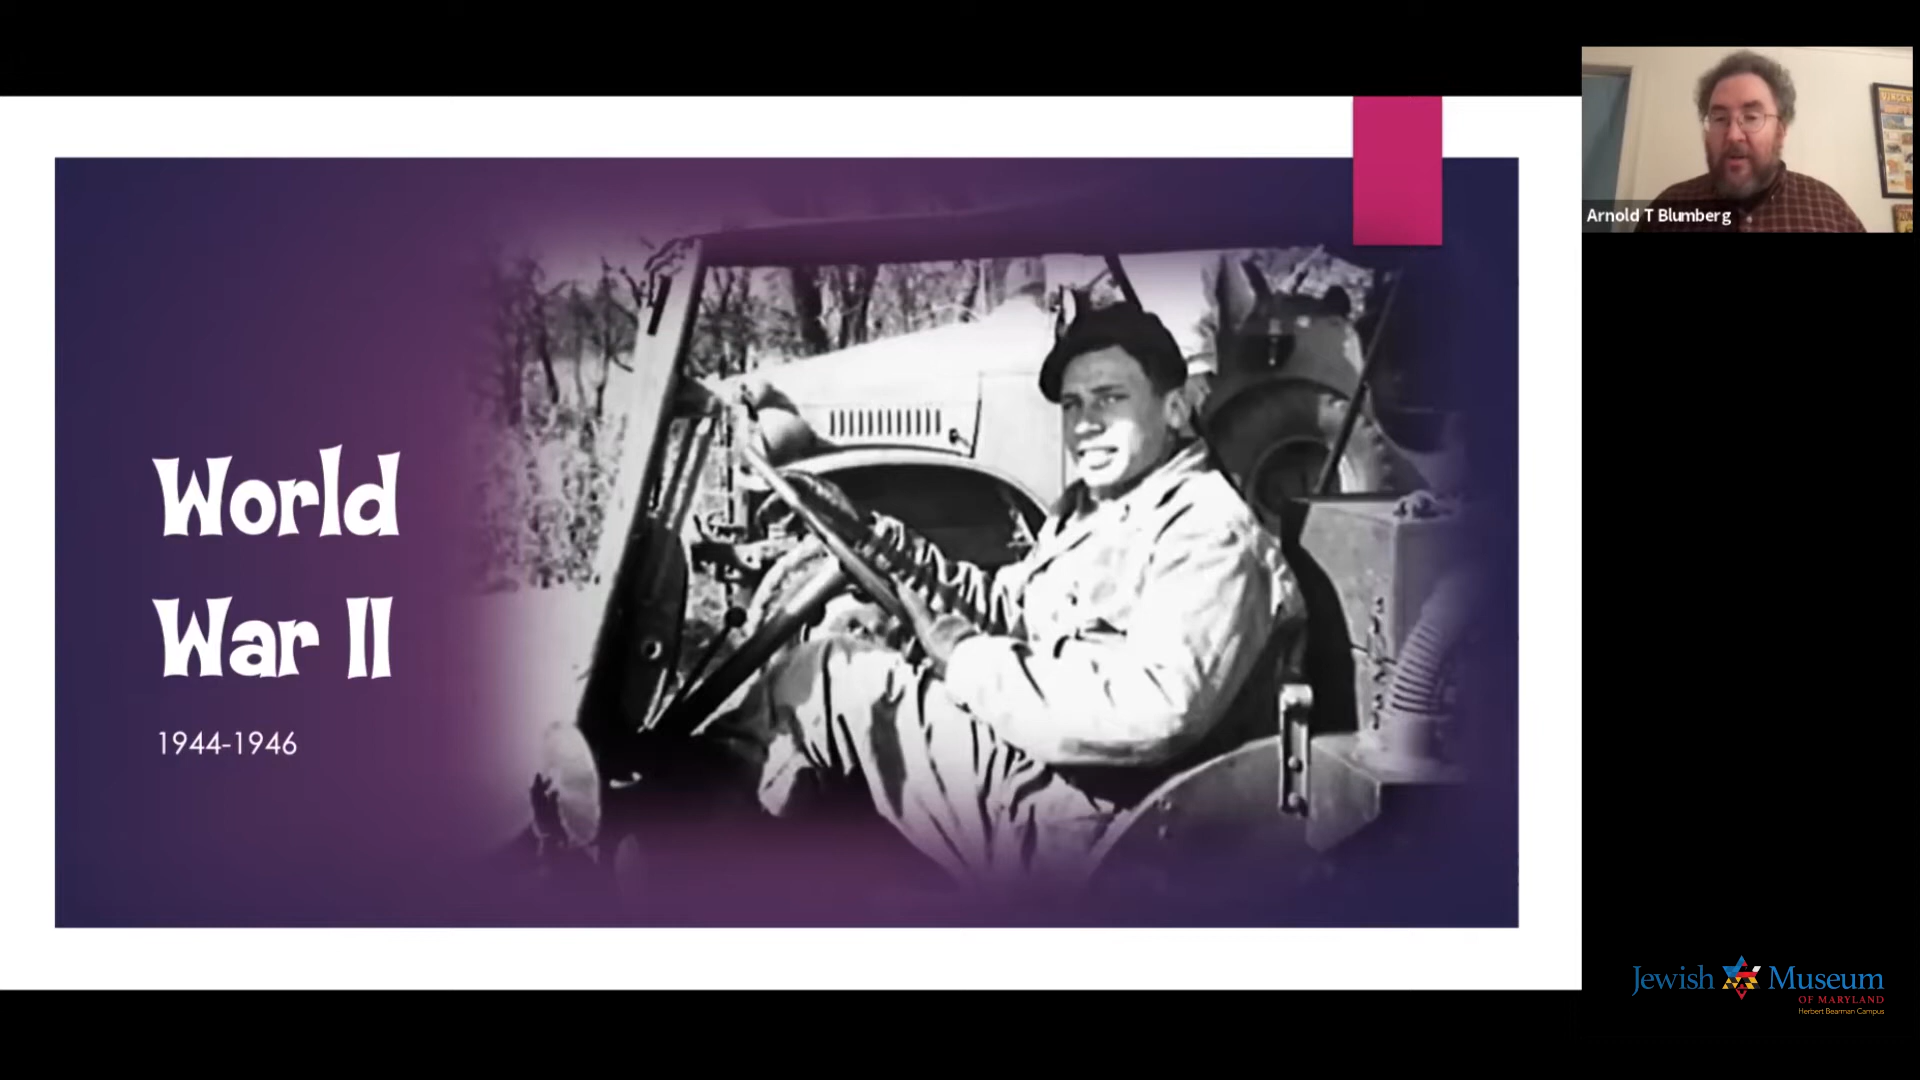 World
War II
1944-1946
Arnold T Blumberg
Jewish Museum
OF MARYLAND
Herbert Bearman Campus